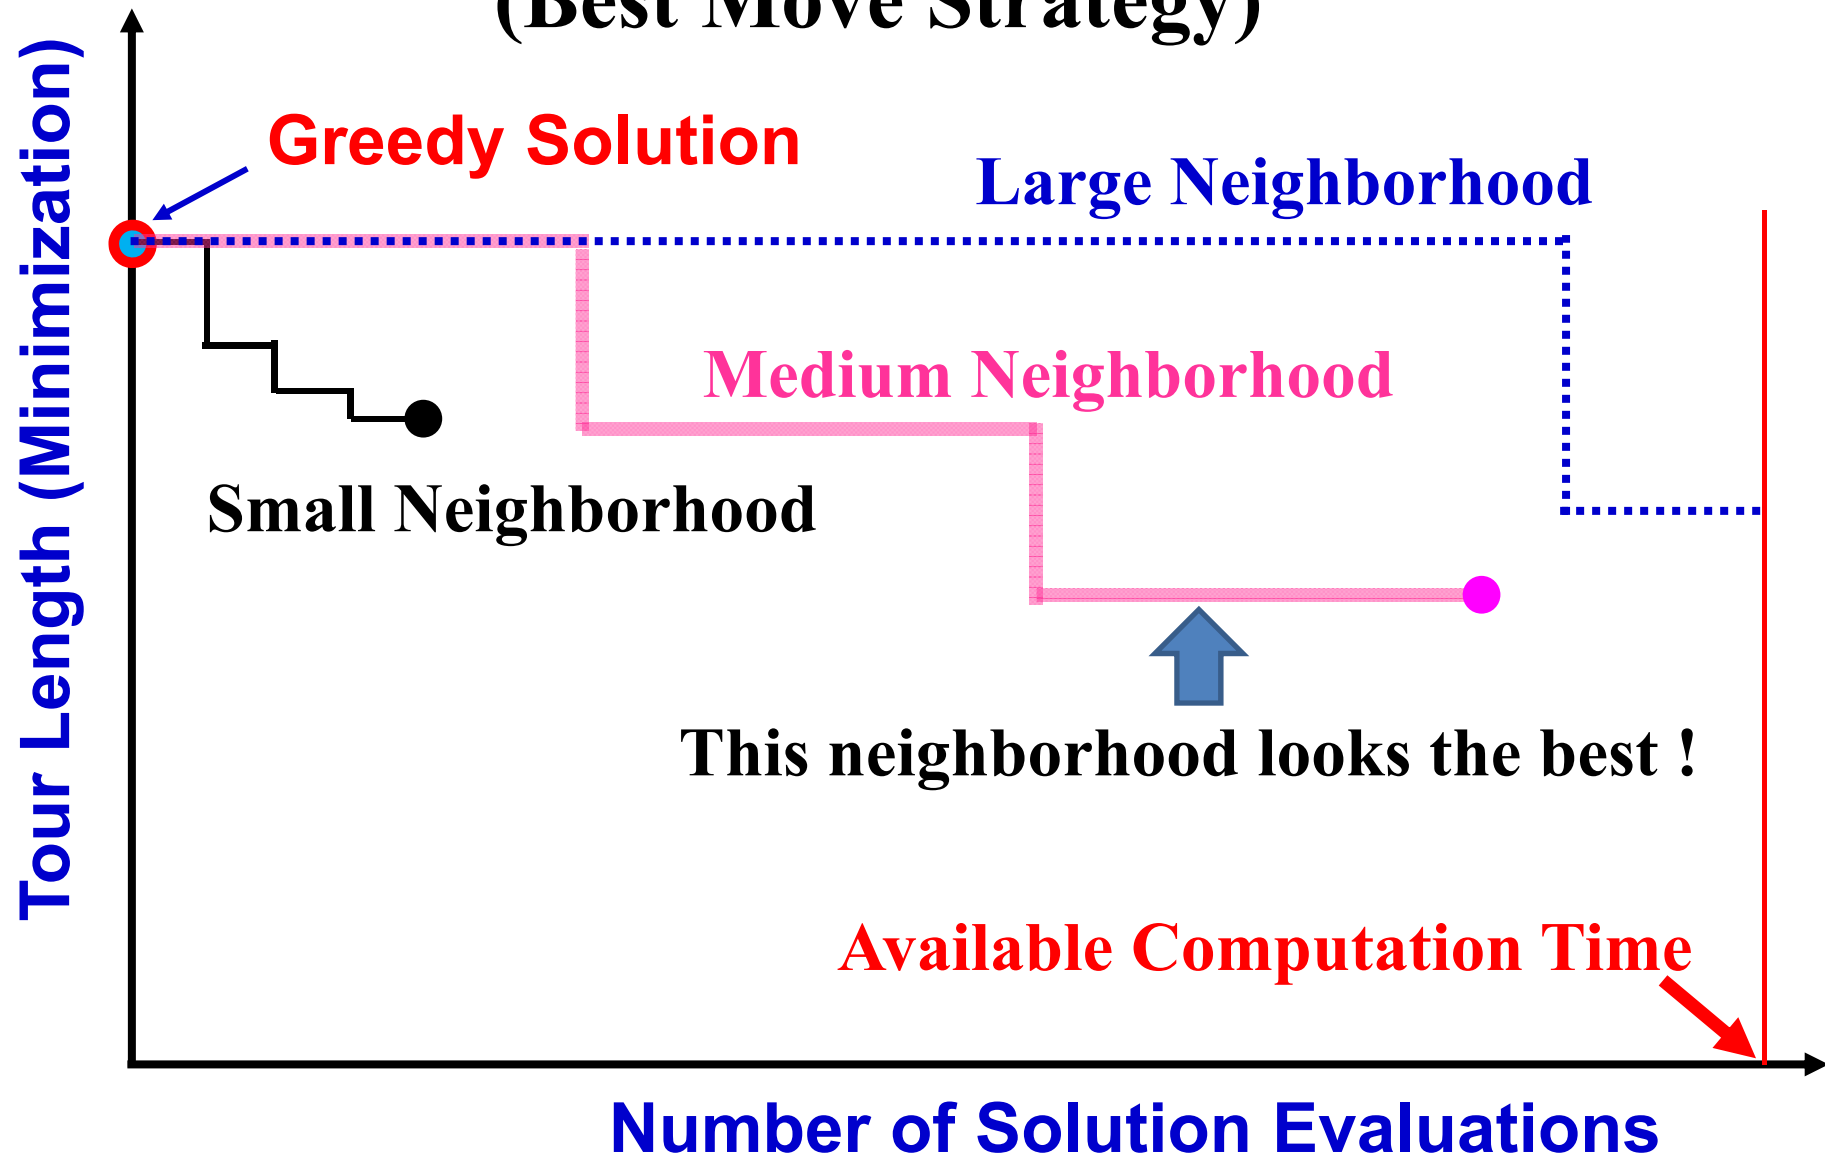 (Best Move Strategy)
Greedy Solution
Large Neighborhood
Medium Neighborhood
Small Neighborhood
This neighborhood looks the best !
Available Computation Time
Tour Length (Minimization)
Number of Solution Evaluations